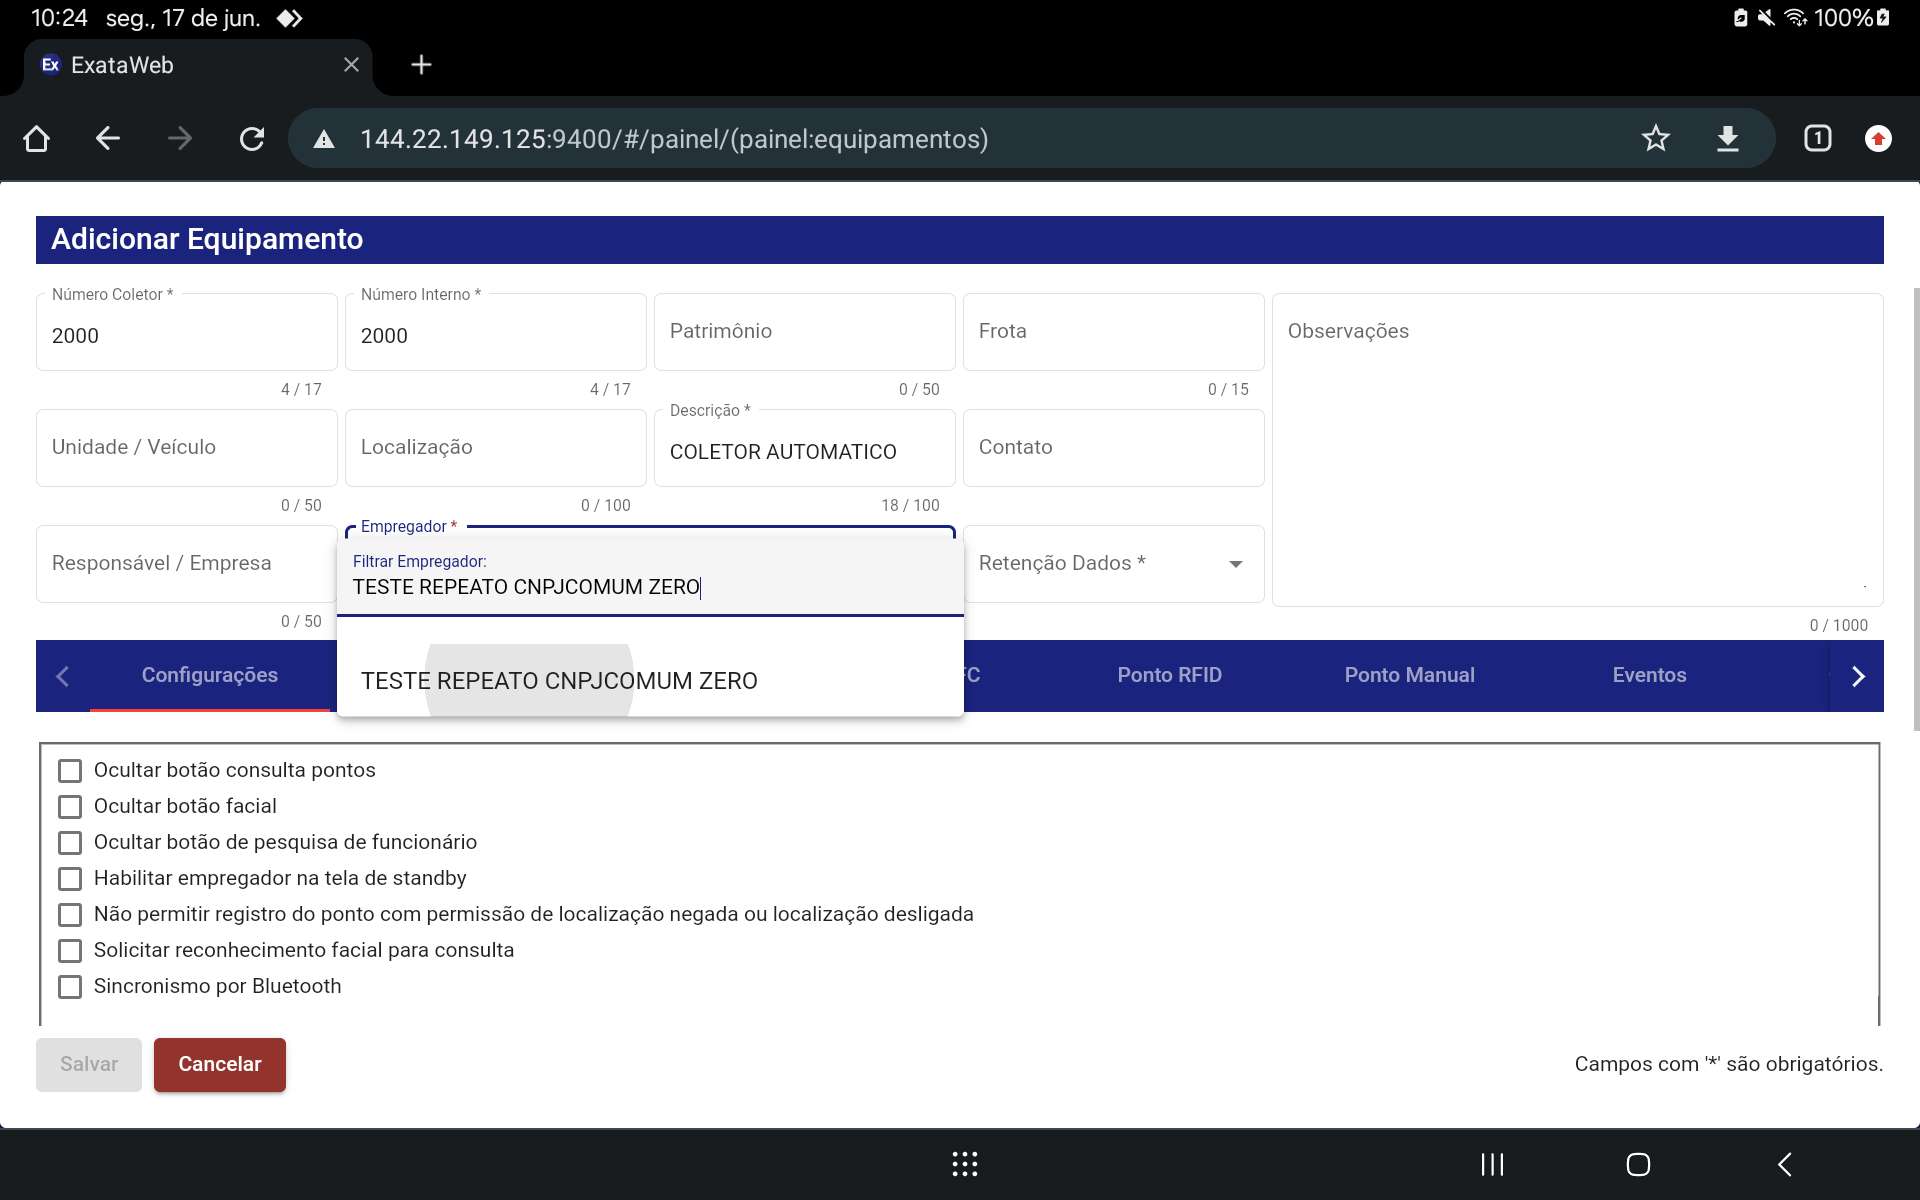 10:24 seg., 17 de jun.
100%
Ex ExataWeb
144.22.149.125:9400/#/painel/(painel:equipamentos)
1
Adicionar Equipamento
Número Coletor *
2000
4 / 17
Número Interno *
2000
4 / 17
Patrimônio
0 / 50
Frota
0 / 15
Observações
0 / 1000
Unidade / Veículo
0 / 50
Localização
0 / 100
Descrição *
COLETOR AUTOMATICO
18 / 100
Contato
Responsável / Empresa
0 / 50
Empregador *
Filtrar Empregador:
TESTE REPEATO CNPJCOMUM ZERO
TESTE REPEATO CNPJCOMUM ZERO
Retenção Dados *
Configurações
C
Ponto RFID
Ponto Manual
Eventos
Ocultar botão consulta pontos
Ocultar botão facial
Ocultar botão de pesquisa de funcionário
Habilitar empregador na tela de standby
Não permitir registro do ponto com permissão de localização negada ou localização desligada
Solicitar reconhecimento facial para consulta
Sincronismo por Bluetooth
Salvar
Cancelar
Campos com '*' são obrigatórios.